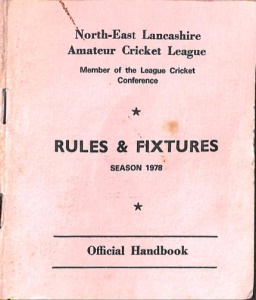 North-East Lancashire
Amateur Cricket League
Member of the League Cricket
Conference
RULES & FIXTURES
SEASON 1978
Official Handbook